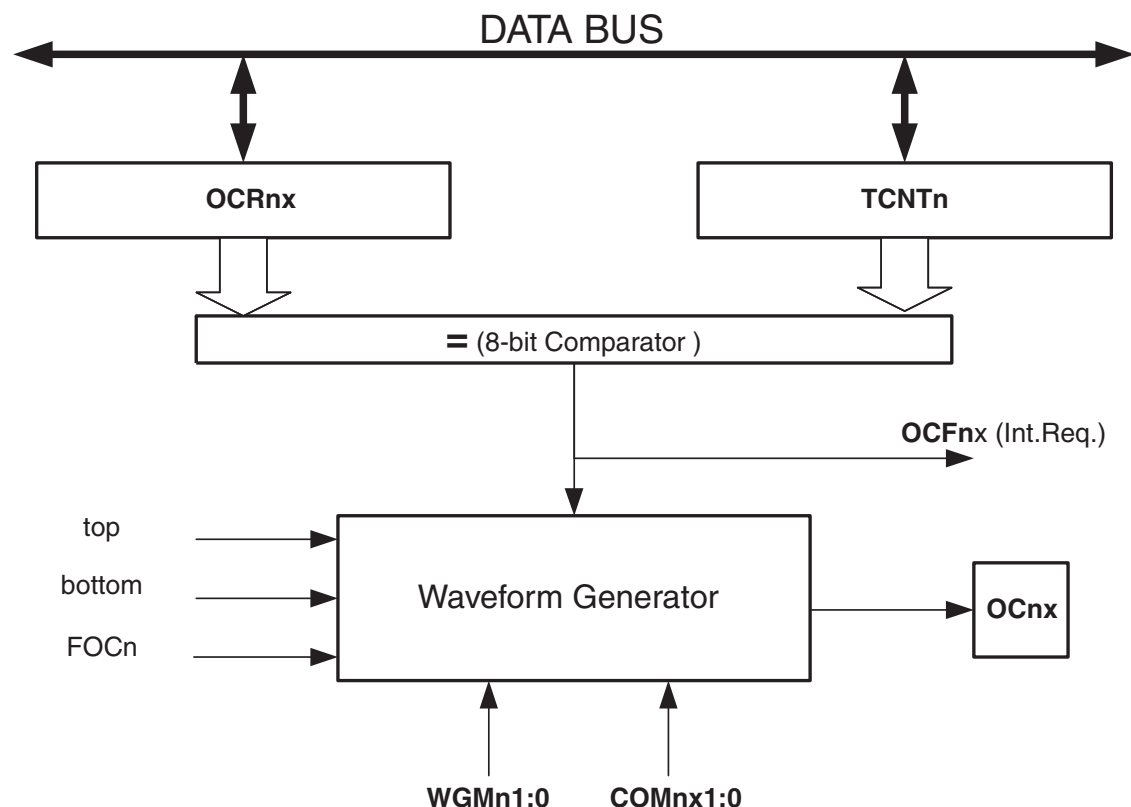 DATA BUS
OCRnx
TCNTn
= (8-bit Comparator )
OCFnx (Int.Req.)
top
bottom
FOCn
Waveform Generator
OCnx
WGMn1:0
COMnx1:0